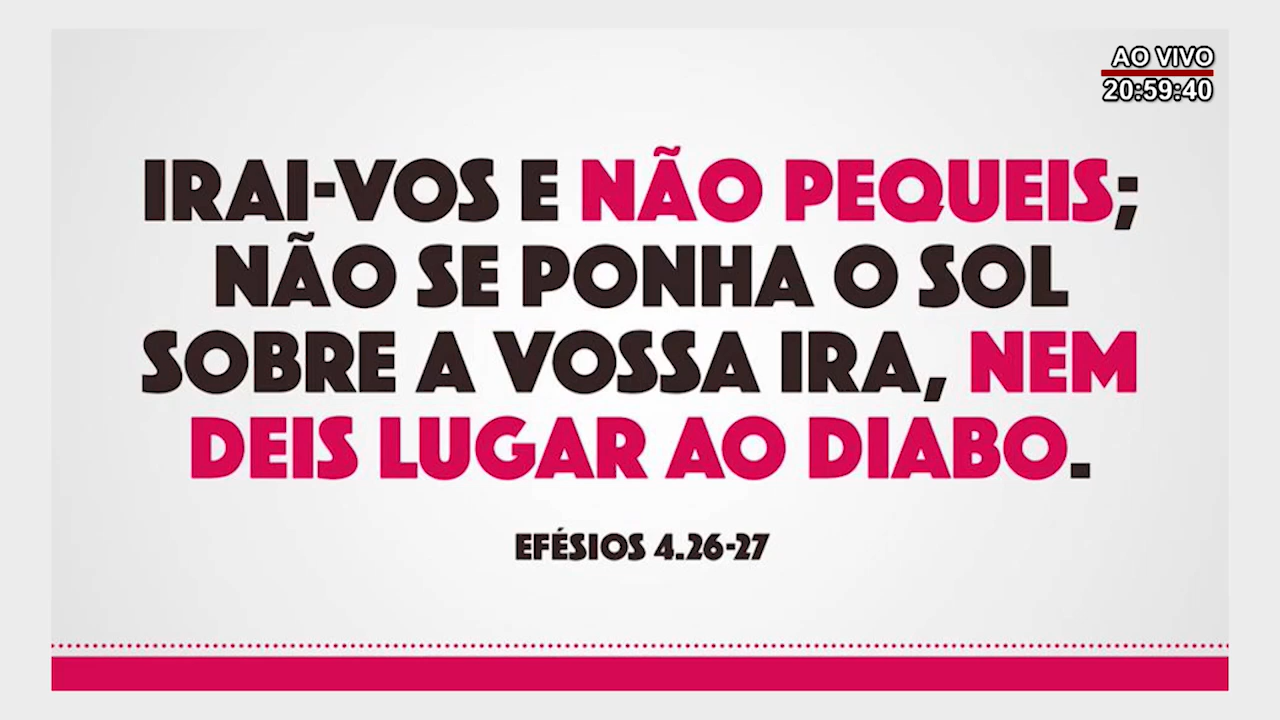 AO VIVO
20:59:40
IRAI-VOS E NÃO PEQUEIS;
NÃO SE PONHA O SOL
SOBRE A VOSSA IRA, NEM
DEIS LUGAR AO DIABO.
EFÉSIOS 4.26-27